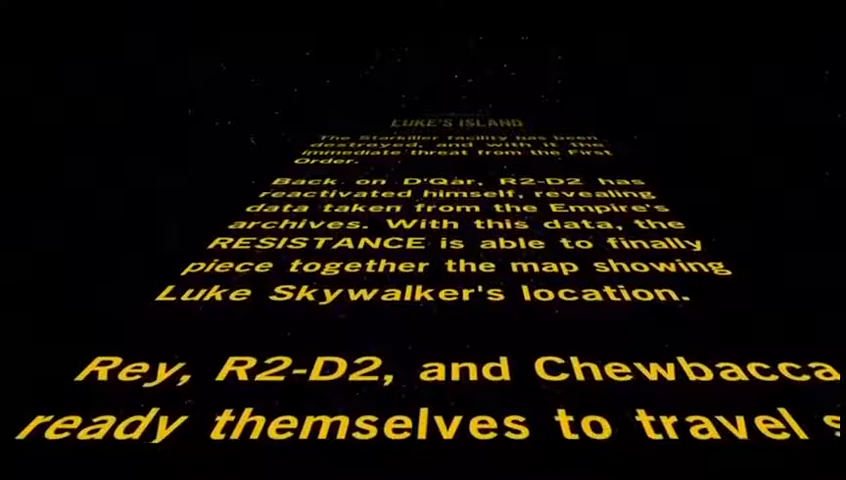 LUKE'S ISLAND
The Starkiller facility has been
destroyed, and with it the
immediate threat from the First
Order.
Back on D'Qar, R2-D2 has
reactivated himself, revealing
data taken from the Empire's
archives. With this data, the
RESISTANCE is able to finally
piece together the map showing
Luke Skywalker's location.
Rey, R2-D2, and Chewbacca
ready themselves to travel s